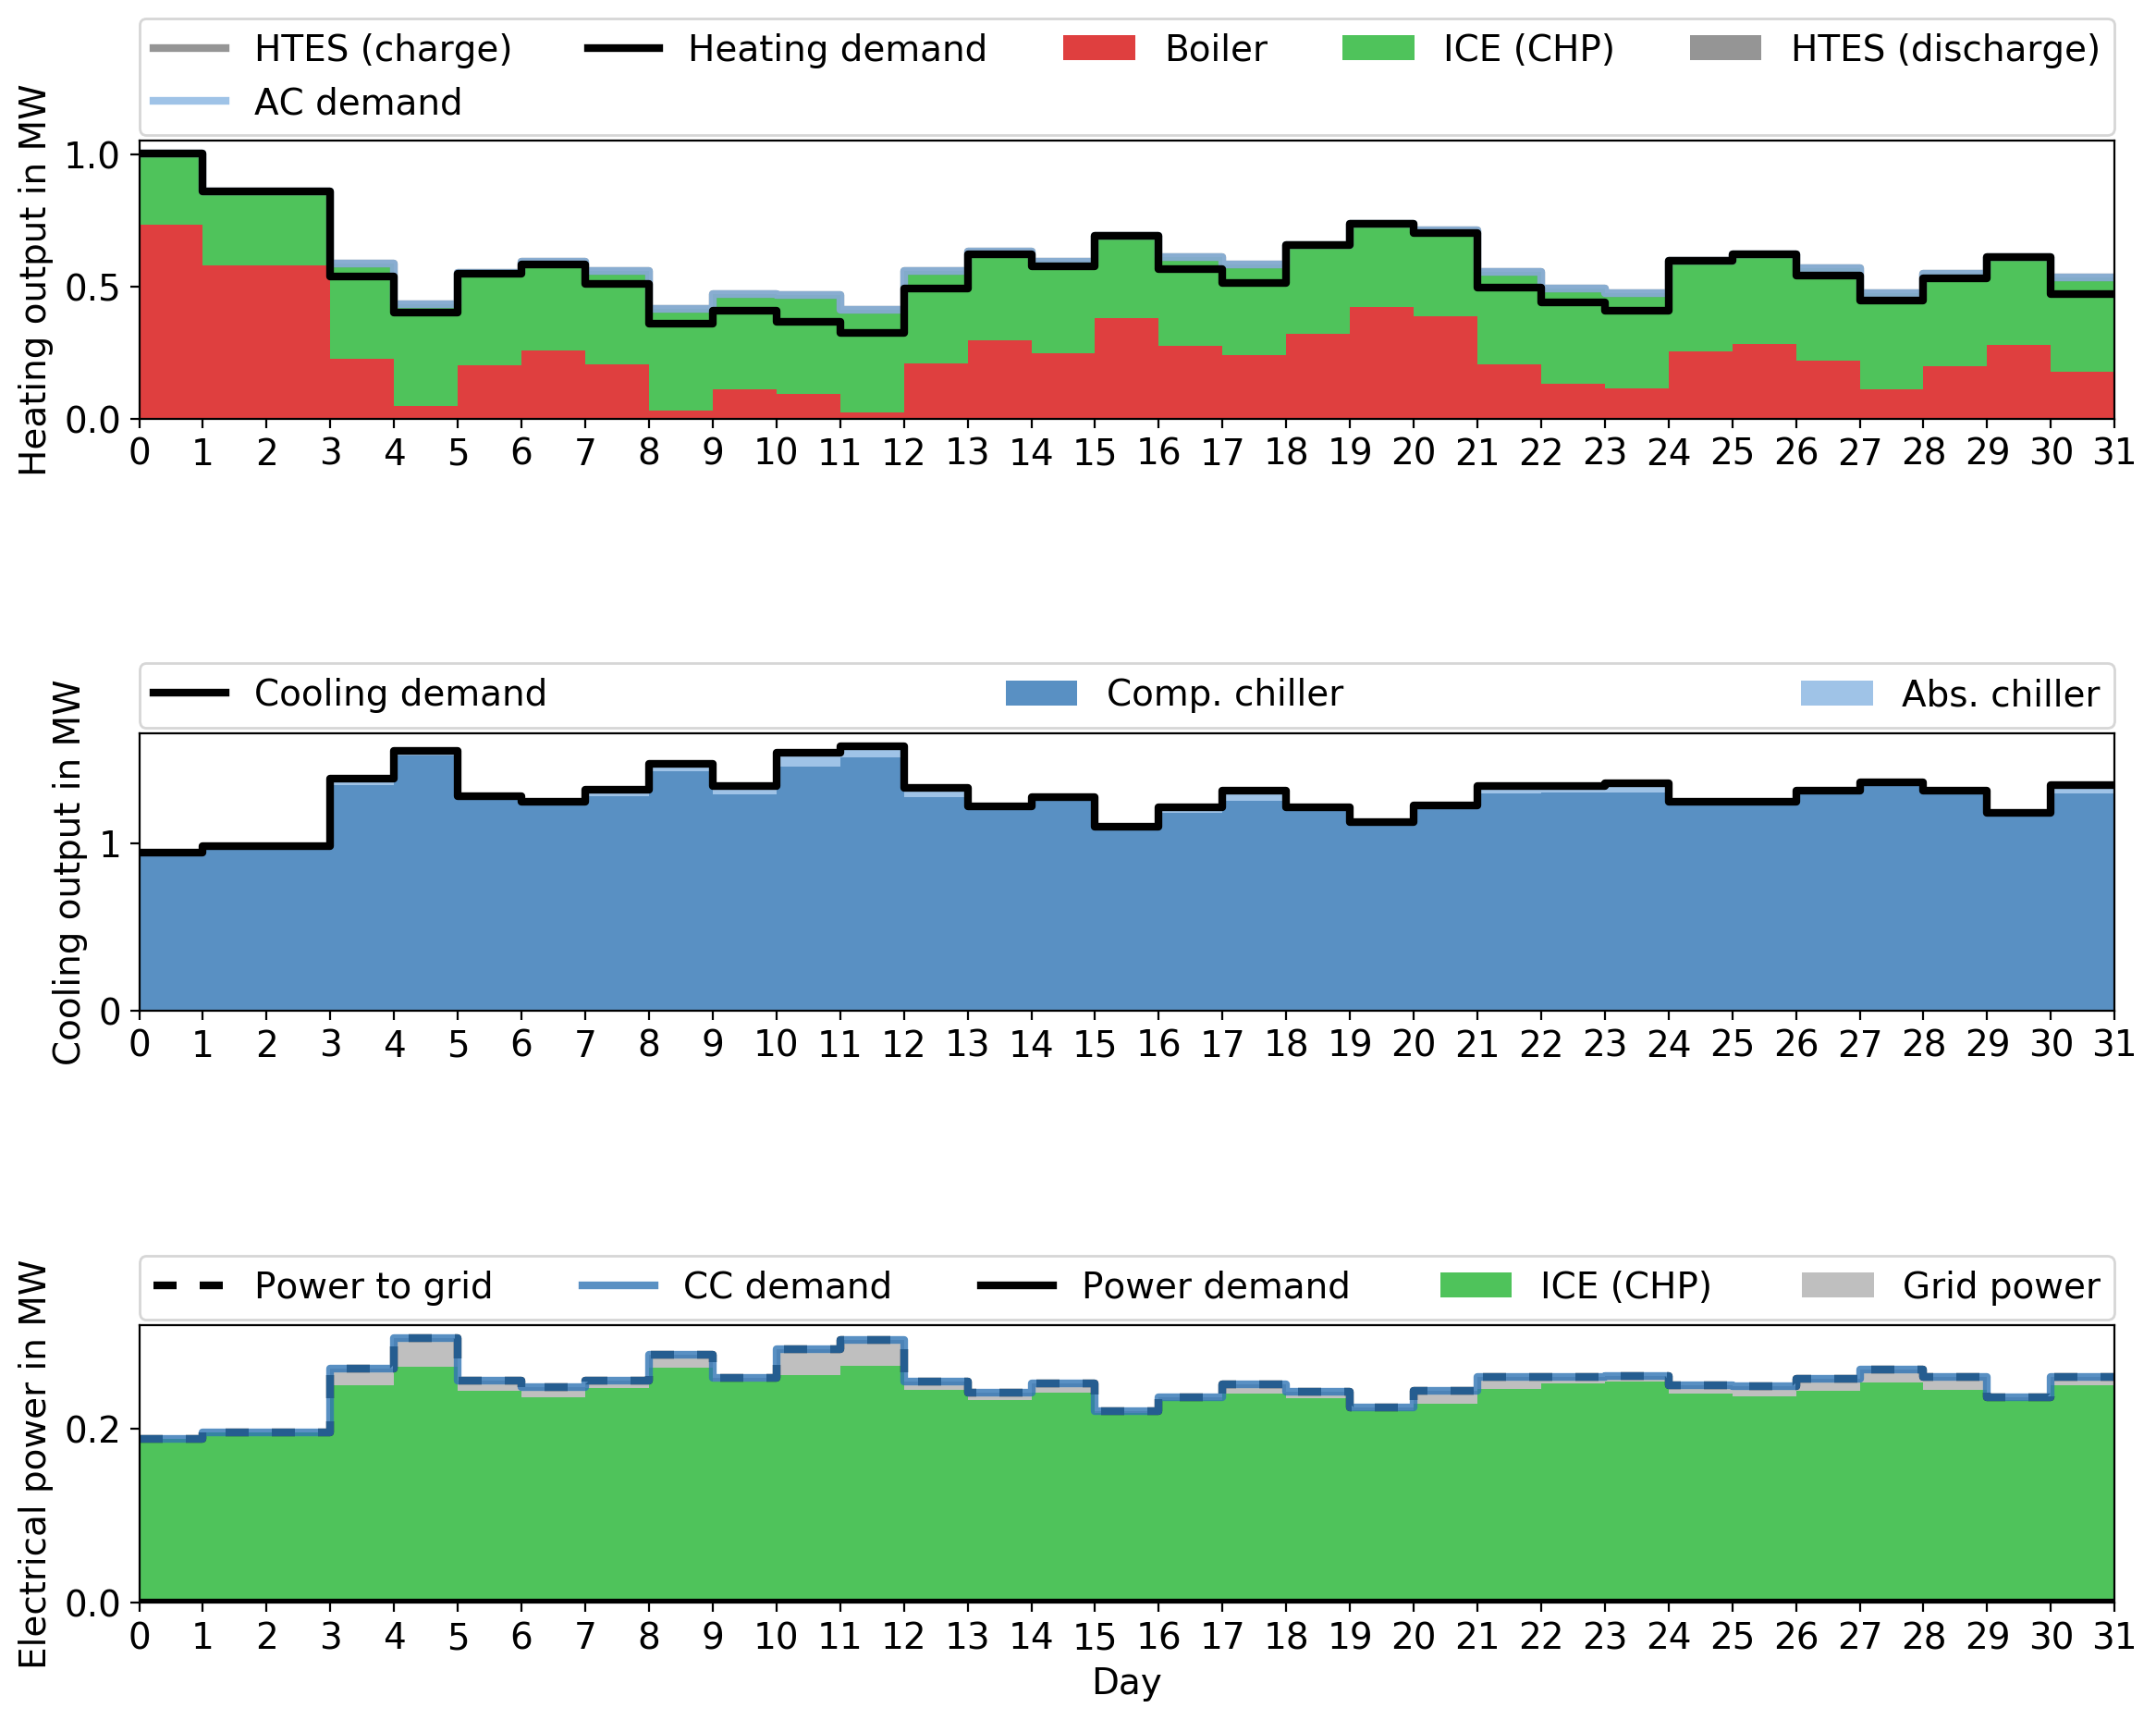 HTES (charge) Heating demand Boiler ICE (CHP) HTES (discharge)
AC demand
Heating output in MW
1.0
0.5
0.0
0 1 2 3 4 5 6 7 8 9 10 11 12 13 14 15 16 17 18 19 20 21 22 23 24 25 26 27 28 29 30 31
Cooling demand Comp. chiller Abs. chiller
Cooling output in MW
1
0
0 1 2 3 4 5 6 7 8 9 10 11 12 13 14 15 16 17 18 19 20 21 22 23 24 25 26 27 28 29 30 31
Power to grid CC demand Power demand ICE (CHP) Grid power
Electrical power in MW
0.2
0.0
0 1 2 3 4 5 6 7 8 9 10 11 12 13 14 15 16 17 18 19 20 21 22 23 24 25 26 27 28 29 30 31
Day